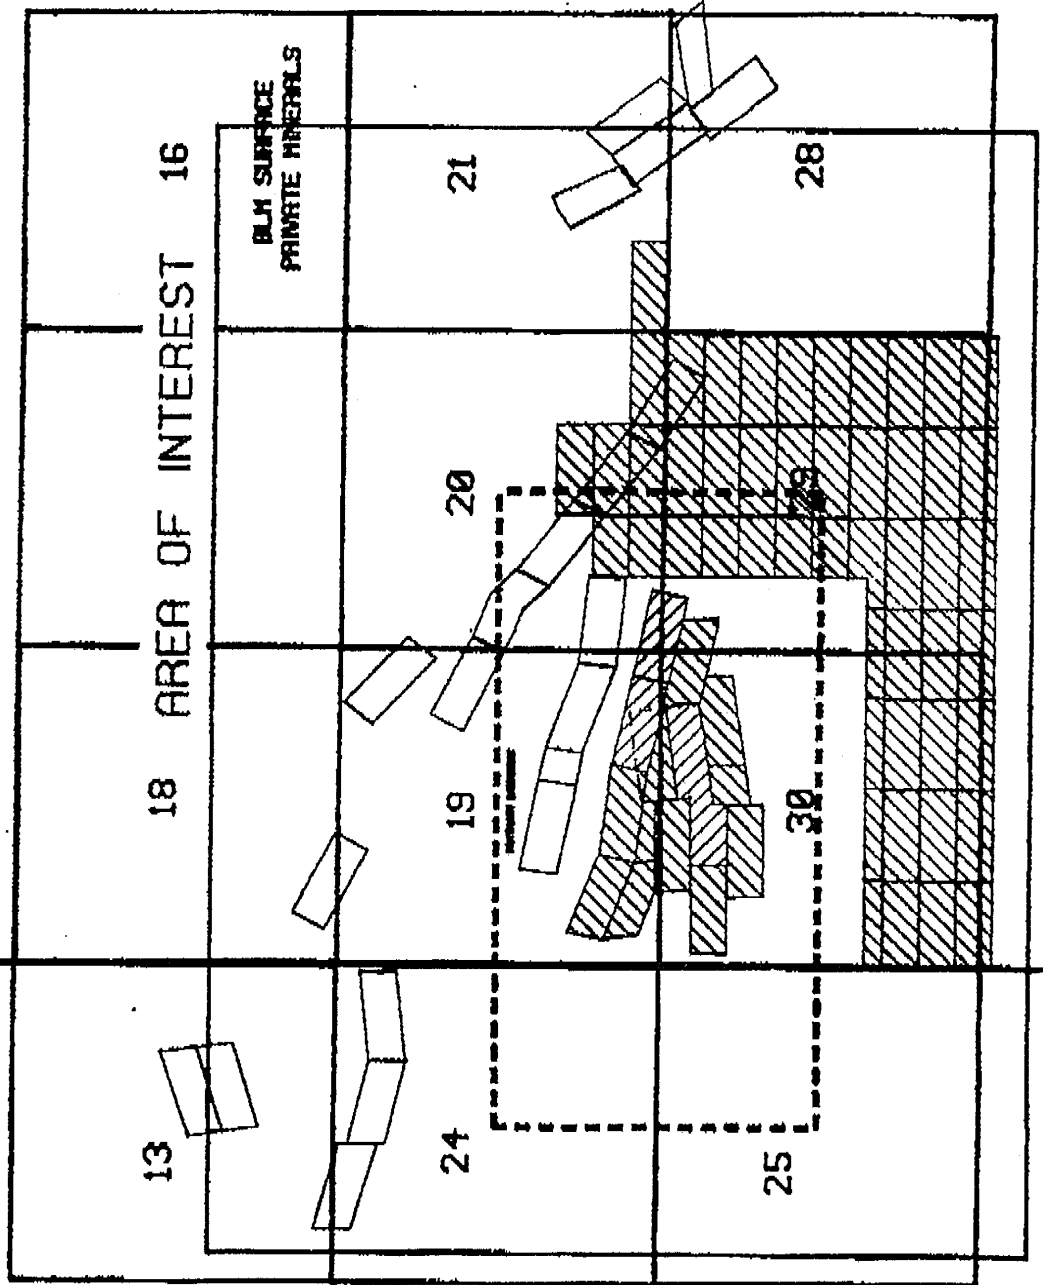 13 18 AREA OF INTEREST 16
BLM SURFACE
PRIVATE MINERALS
24 19 20 21
25 30 29 28